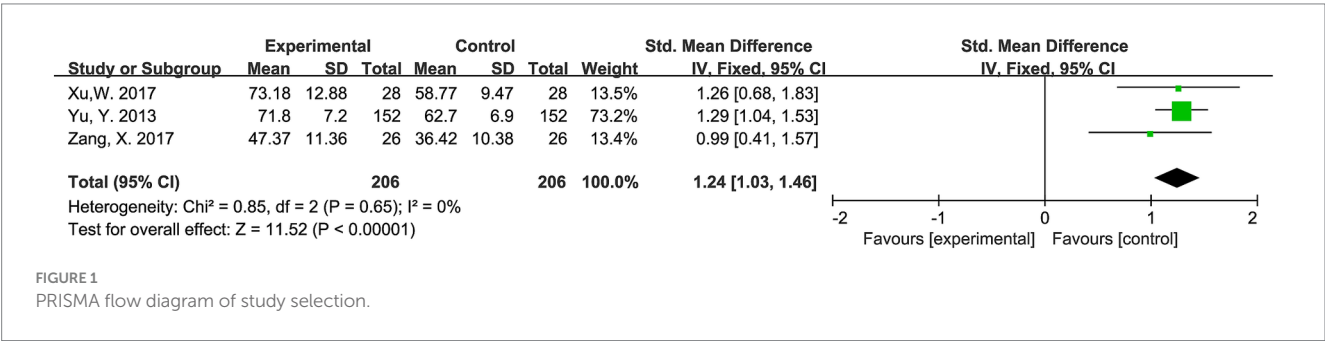 Experimental Control Std. Mean Difference Std. Mean Difference
Study or Subgroup Mean SD Total Mean SD Total Weight IV, Fixed, 95% CI IV, Fixed, 95% CI
Xu,W. 2017 73.18 12.88 28 58.77 9.47 28 13.5% 1.26 [0.68, 1.83]
Yu, Y. 2013 71.8 7.2 152 62.7 6.9 152 73.2% 1.29 [1.04, 1.53]
Zang, X. 2017 47.37 11.36 26 36.42 10.38 26 13.4% 0.99 [0.41, 1.57]
Total (95% CI) 206 206 100.0% 1.24 [1.03, 1.46]
Heterogeneity: Chi² = 0.85, df = 2 (P = 0.65); I² = 0%
Test for overall effect: Z = 11.52 (P < 0.00001)
-2 -1 0 1 2
Favours [experimental] Favours [control]
FIGURE 1
PRISMA flow diagram of study selection.